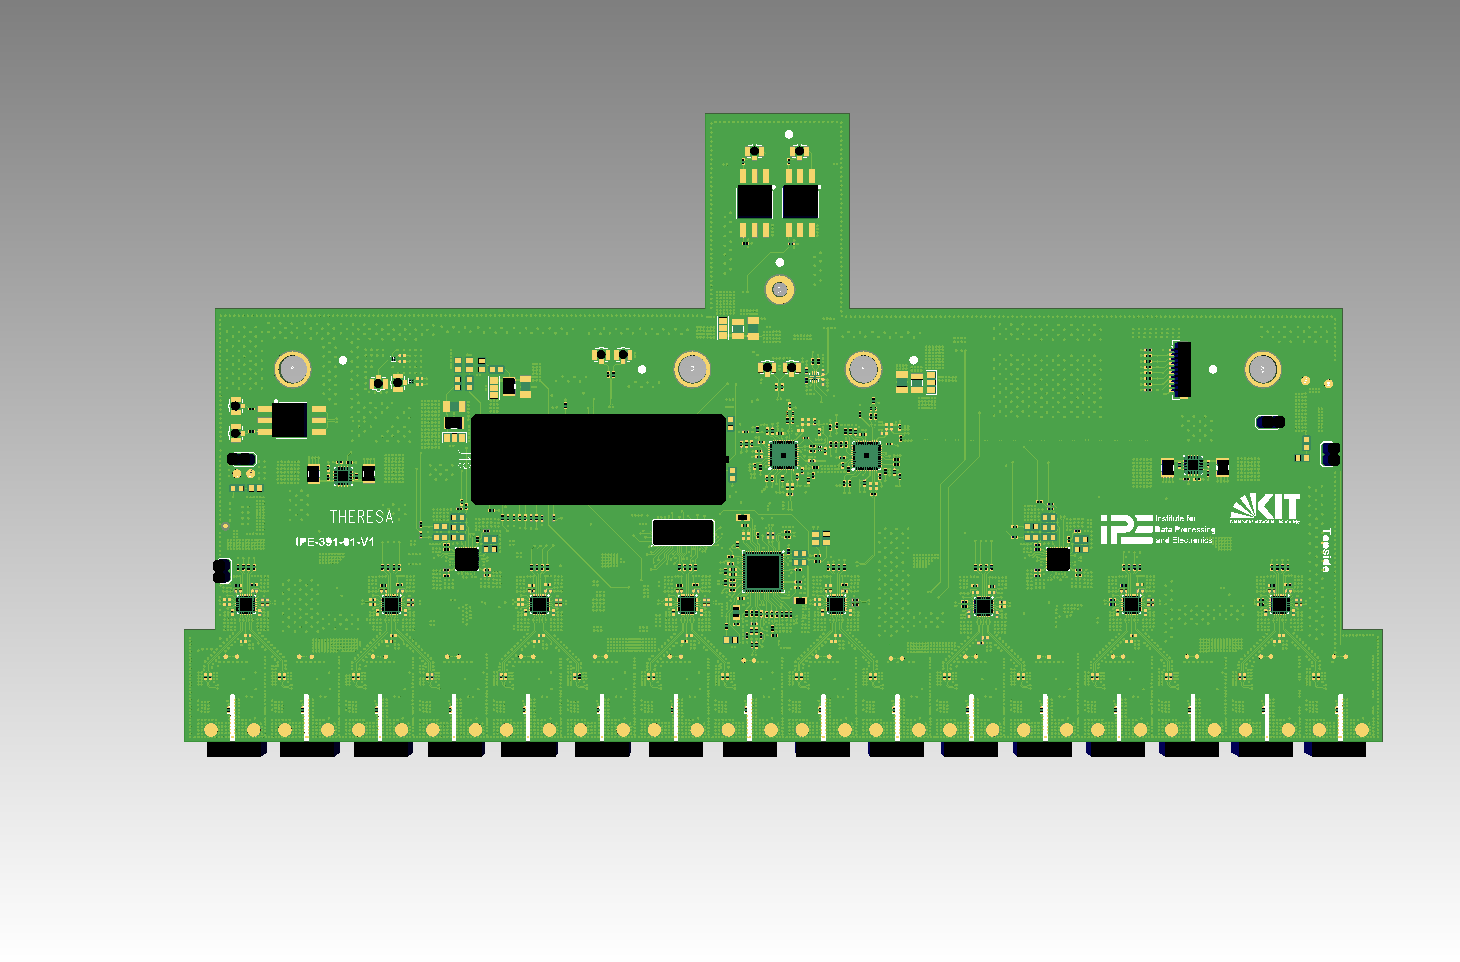 THERESA
IPE-391-01-V1
IPE
Institute for
Data Processing
and Electronics
KIT
Topside